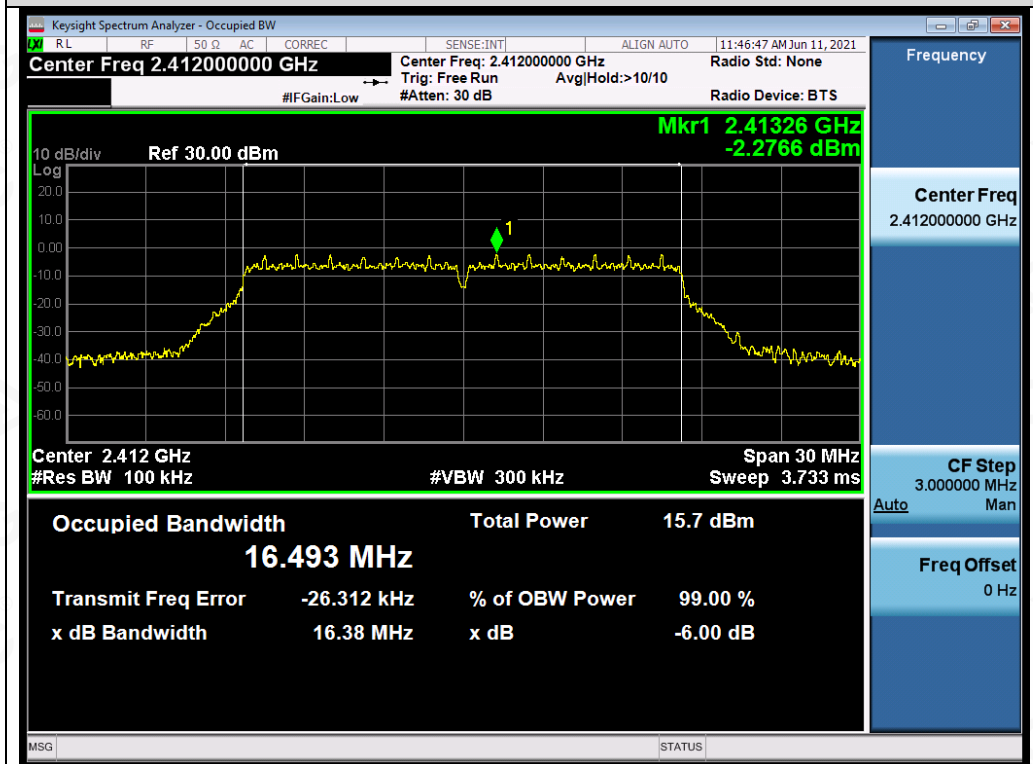 Keysight Spectrum Analyzer - Occupied BW
LXI RL RF 50 Ω AC CORREC SENSE:INT ALIGN AUTO 11:46:47 AM Jun 11, 2021
Center Freq 2.412000000 GHz
Center Freq: 2.412000000 GHz
Radio Std: None
Trig: Free Run Avg|Hold:>10/10
#IFGain:Low
#Atten: 30 dB
Radio Device: BTS
Mkr1 2.41326 GHz
-2.2766 dBm
10 dB/div Ref 30.00 dBm
Log
20.0
10.0
0.00
-10.0
-20.0
-30.0
-40.0
-50.0
-60.0
1
Center 2.412 GHz Span 30 MHz
#Res BW 100 kHz #VBW 300 kHz Sweep 3.733 ms
Occupied Bandwidth Total Power 15.7 dBm
16.493 MHz
Transmit Freq Error -26.312 kHz % of OBW Power 99.00 %
x dB Bandwidth 16.38 MHz x dB -6.00 dB
Frequency
Center Freq
2.412000000 GHz
CF Step
3.000000 MHz
Auto Man
Freq Offset
0 Hz
MSG STATUS